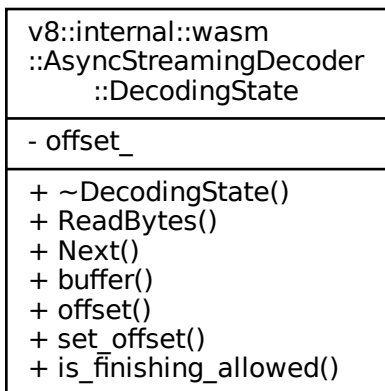 v8::internal::wasm
::AsyncStreamingDecoder
::DecodingState
- offset_
+ ~DecodingState()
+ ReadBytes()
+ Next()
+ buffer()
+ offset()
+ set_offset()
+ is_finishing_allowed()